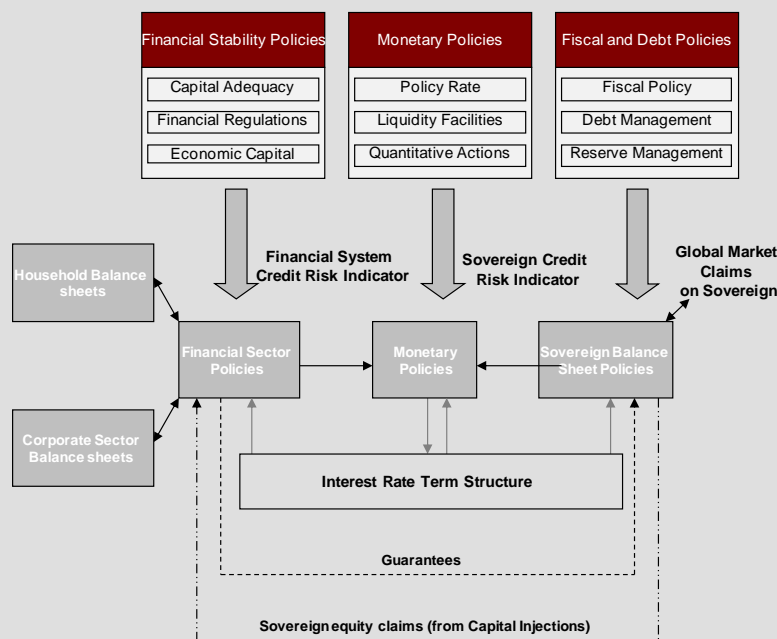 Financial Stability Policies
Capital Adequacy
Financial Regulations
Economic Capital
Monetary Policies
Policy Rate
Liquidity Facilities
Quantitative Actions
Fiscal and Debt Policies
Fiscal Policy
Debt Management
Reserve Management
Financial System
Credit Risk Indicator
Sovereign Credit
Risk Indicator
Global Market
Claims
on Sovereign
Household Balance
sheets
Financial Sector
Policies
Monetary
Policies
Sovereign Balance
Sheet Policies
Corporate Sector
Balance sheets
Interest Rate Term Structure
Guarantees
Sovereign equity claims (from Capital Injections)